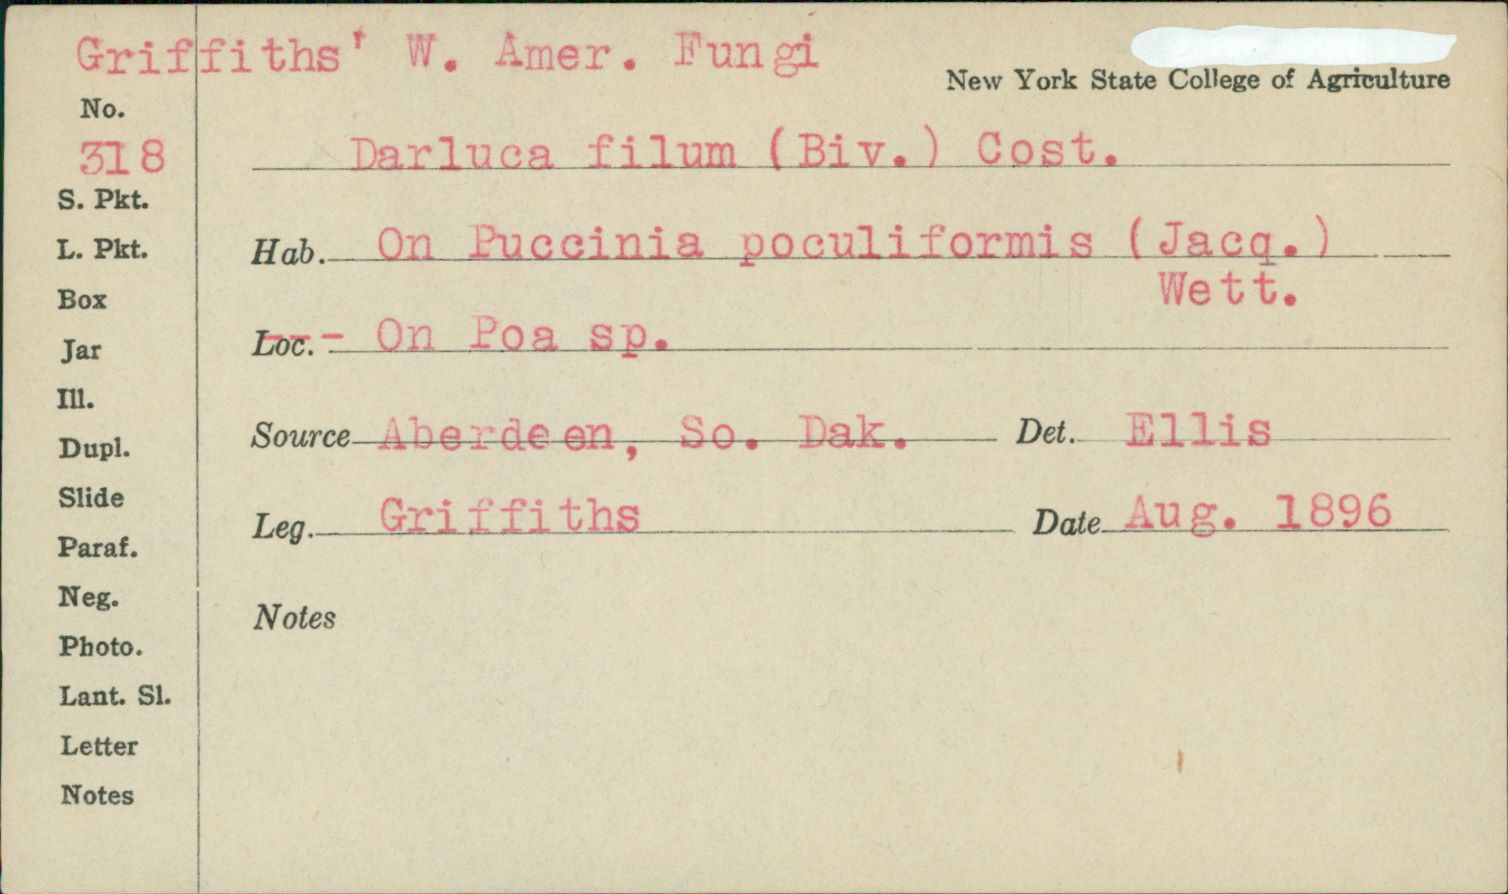 Griffiths' W. Amer. Fungi
New York State College of Agriculture
No.
318
Darluca filum (Biv.) Cost.
S. Pkt.
L. Pkt.
Hab. On Puccinia poculiformis (Jacq.)
Wett.
Box
Loc. --- On Poa sp.
Jar
Ill.
Source Aberdeen, So. Dak. Det. Ellis
Dupl.
Slide
Leg. Griffiths Date Aug. 1896
Paraf.
Neg.
Notes
Photo.
Lant. Sl.
Letter
Notes